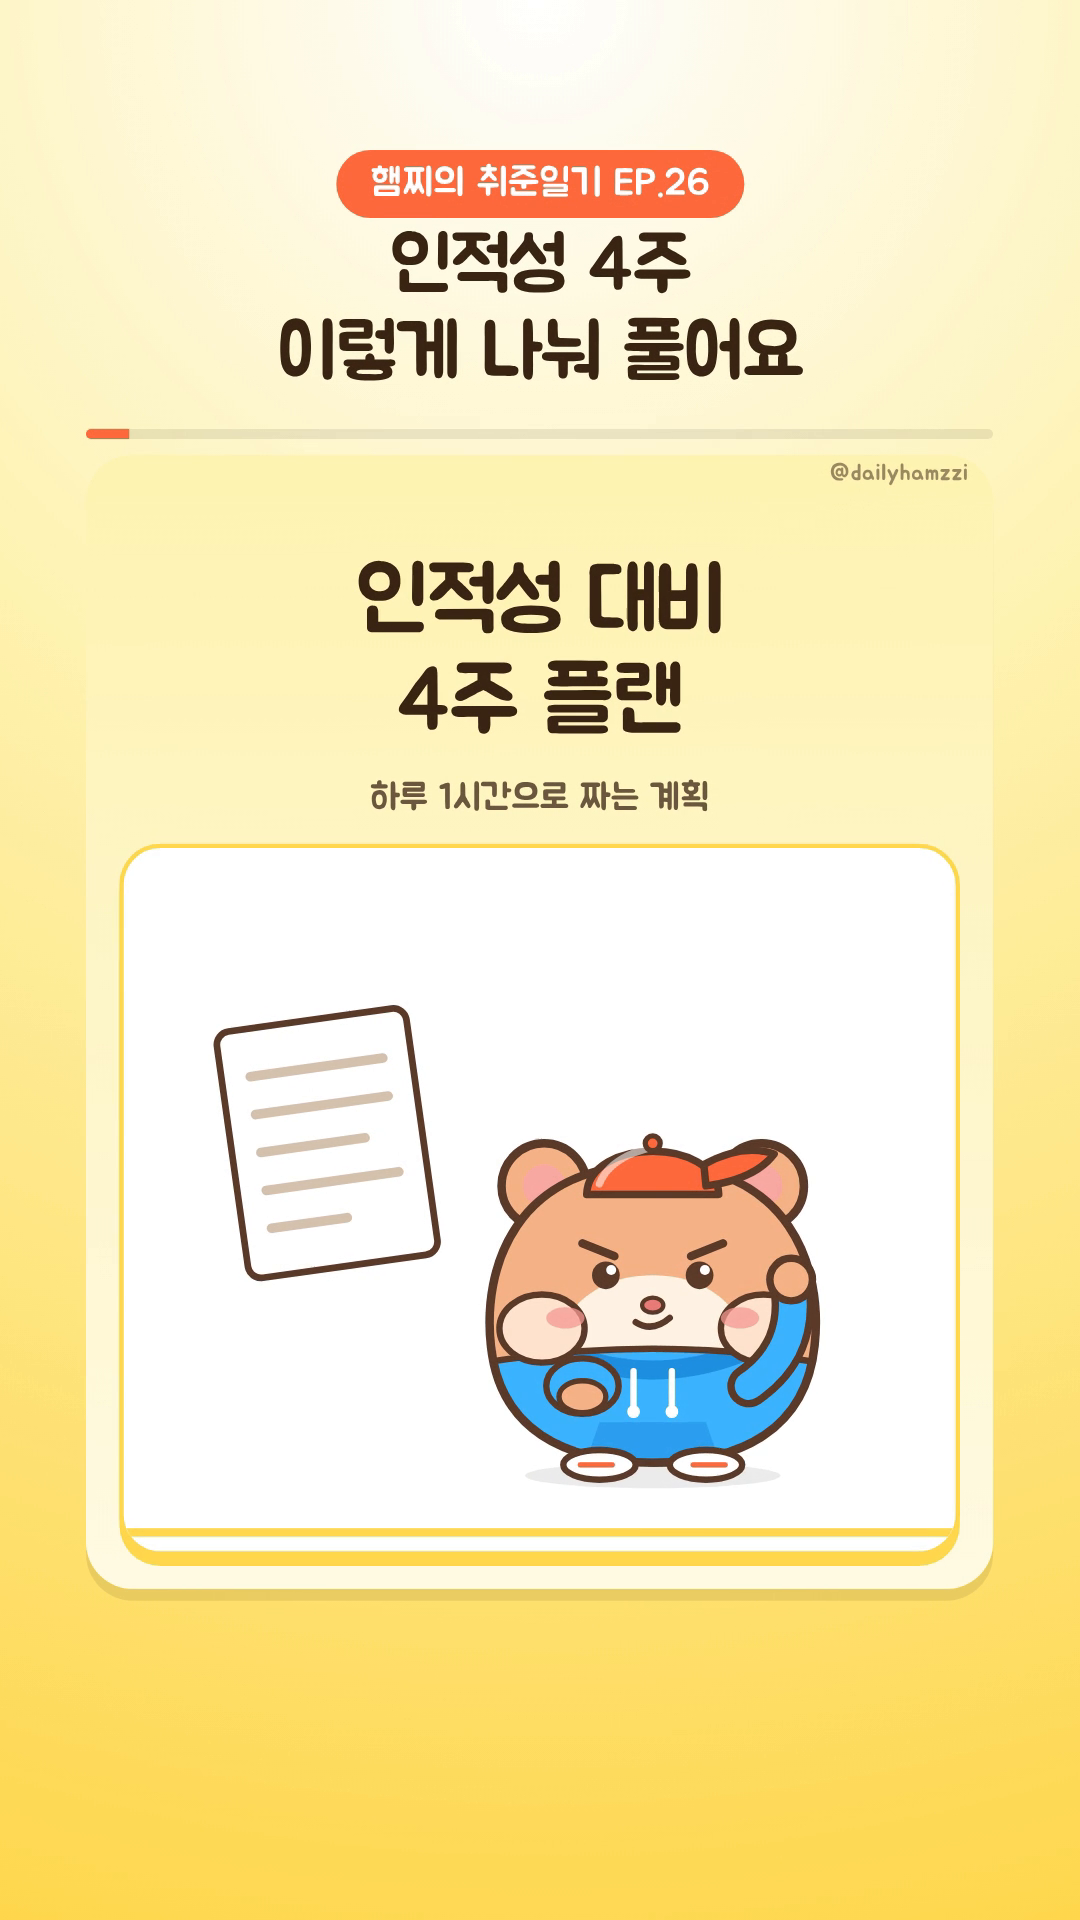 햄찌의 취준일기 EP.26
인적성 4주
이렇게 나눠 풀어요
@dailyhamzzi
인적성 대비
4주 플랜
하루 1시간으로 짜는 계획